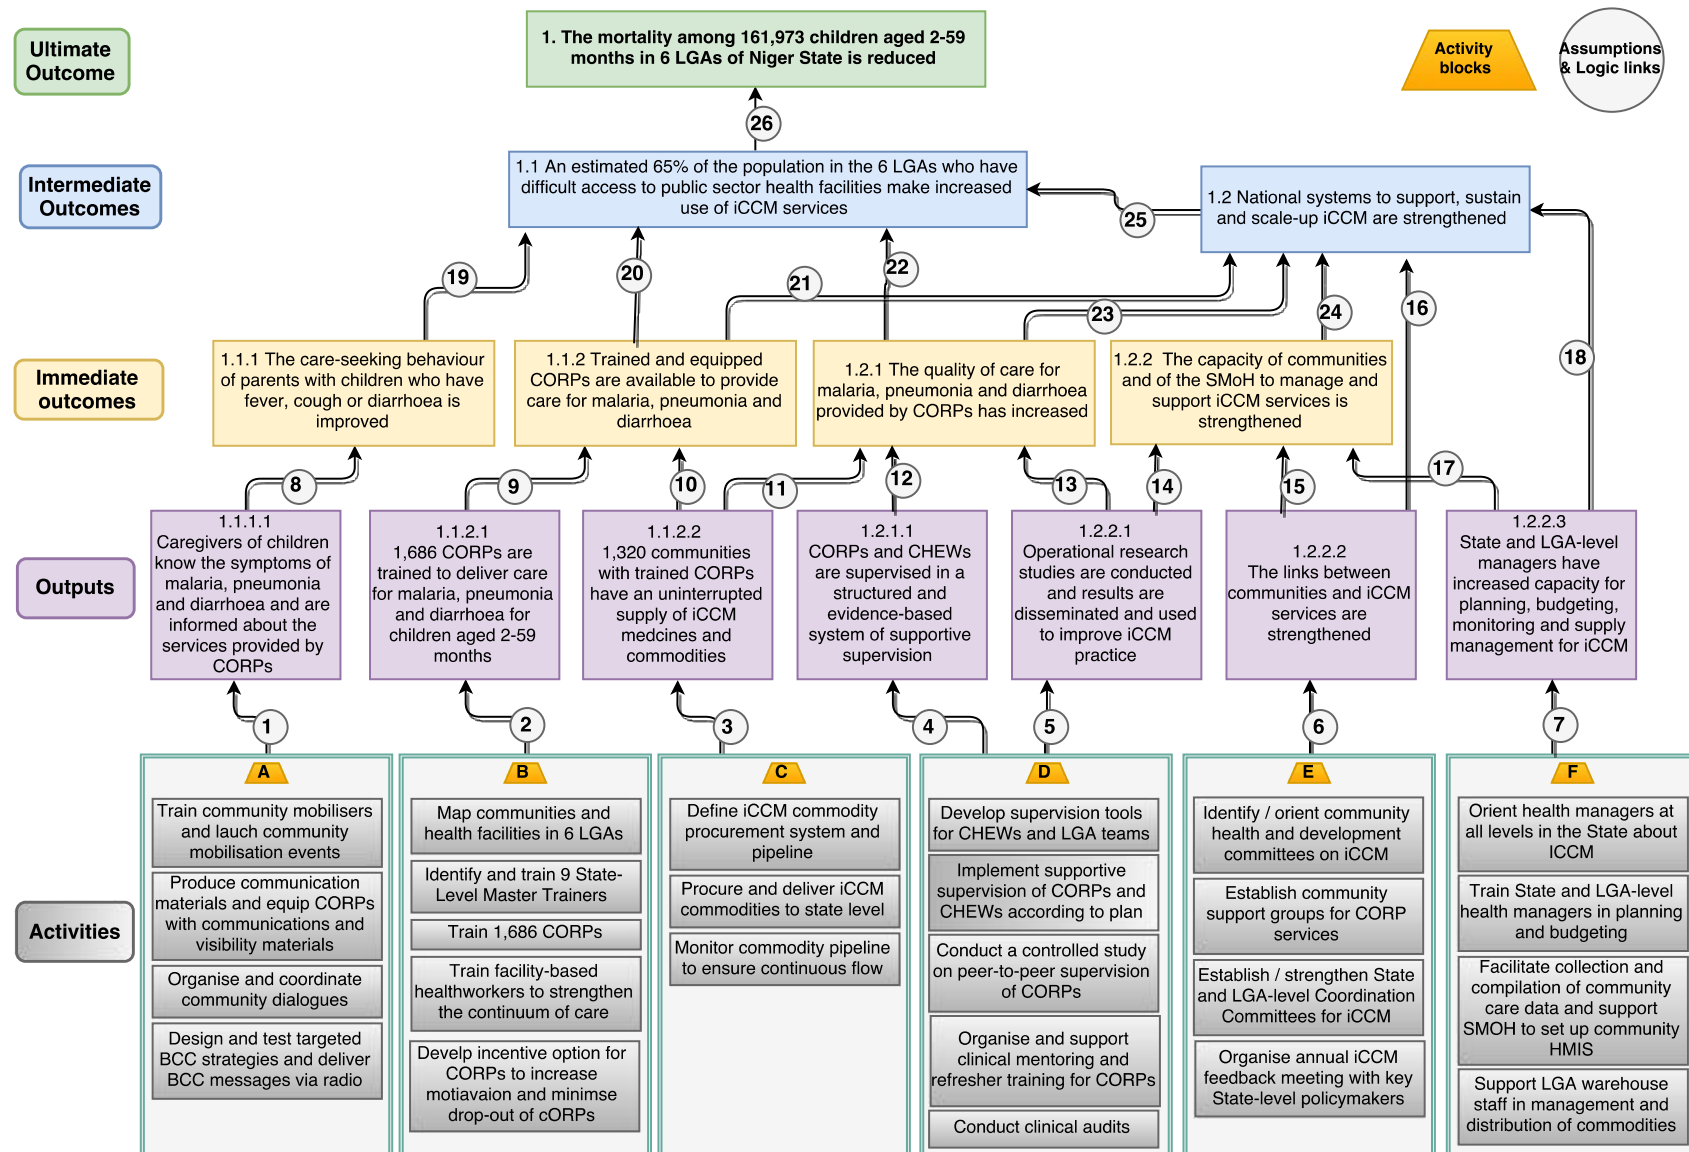 Ultimate
Outcome
1. The mortality among 161,973 children aged 2-59
months in 6 LGAs of Niger State is reduced
Activity
blocks
Assumptions
& Logic links
26
Intermediate
Outcomes
1.1 An estimated 65% of the population in the 6 LGAs who have
difficult access to public sector health facilities make increased
use of iCCM services
25
1.2 National systems to support, sustain
and scale-up iCCM are strengthened
19
20
21
22
23
24
16
18
Immediate
outcomes
1.1.1 The care-seeking behaviour
of parents with children who have
fever, cough or diarrhoea is
improved
1.1.2 Trained and equipped
CORPs are available to provide
care for malaria, pneumonia and
diarrhoea
1.2.1 The quality of care for
malaria, pneumonia and diarrhoea
provided by CORPs has increased
1.2.2 The capacity of communities
and of the SMoH to manage and
support iCCM services is
strengthened
8
9
10
11
12
13
14
15
17
Outputs
1.1.1.1
Caregivers of children
know the symptoms of
malaria, pneumonia
and diarrhoea and are
informed about the
services provided by
CORPs
1.1.2.1
1,686 CORPs are
trained to deliver care
for malaria, pneumonia
and diarrhoea for
children aged 2-59
months
1.1.2.2
1,320 communities
with trained CORPs
have an uninterrupted
supply of iCCM
medcines and
commodities
1.2.1.1
CORPs and CHEWs
are supervised in a
structured and
evidence-based
system of supportive
supervision
1.2.2.1
Operational research
studies are conducted
and results are
disseminated and used
to improve iCCM
practice
1.2.2.2
The links between
communities and iCCM
services are
strengthened
1.2.2.3
State and LGA-level
managers have
increased capacity for
planning, budgeting,
monitoring and supply
management for iCCM
1
2
3
4
5
6
7
Activities
A
Train community mobilisers
and lauch community
mobilisation events
Produce communication
materials and equip CORPs
with communications and
visibility materials
Organise and coordinate
community dialogues
Design and test targeted
BCC strategies and deliver
BCC messages via radio
B
Map communities and
health facilities in 6 LGAs
Identify and train 9 State-
Level Master Trainers
Train 1,686 CORPs
Train facility-based
healthworkers to strengthen
the continuum of care
Develp incentive option for
CORPs to increase
motiavaion and minimse
drop-out of cORPs
C
Define iCCM commodity
procurement system and
pipeline
Procure and deliver iCCM
commodities to state level
Monitor commodity pipeline
to ensure continuous flow
D
Develop supervision tools
for CHEWs and LGA teams
Implement supportive
supervision of CORPs and
CHEWs according to plan
Conduct a controlled study
on peer-to-peer supervision
of CORPs
Organise and support
clinical mentoring and
refresher training for CORPs
Conduct clinical audits
E
Identify / orient community
health and development
committees on iCCM
Establish community
support groups for CORP
services
Establish / strengthen State
and LGA-level Coordination
Committees for iCCM
Organise annual iCCM
feedback meeting with key
State-level policymakers
F
Orient health managers at
all levels in the State about
ICCM
Train State and LGA-level
health managers in planning
and budgeting
Facilitate collection and
compilation of community
care data and support
SMOH to set up community
HMIS
Support LGA warehouse
staff in management and
distribution of commodities